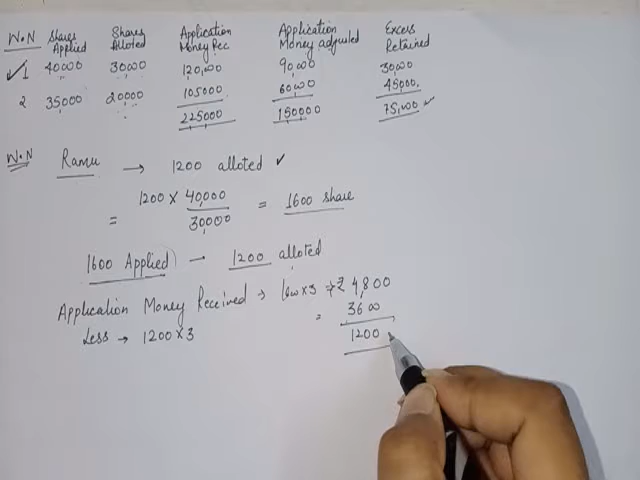 W.N Shares Applied Shares Alloted Application Money Rec Application Money adjusted Excess Retained
1 40000 30000 120,000 90,000 30,000
2 35000 20000 105000 60,000 45000
225000 150000 75,000
W.N Ramu → 1200 alloted ✓
1200 × 40,000
= 1600 share
30000
1600 Applied - 1200 alloted
Application Money Received → 1600×3 → ₹ 4,800
Less → 1200 × 3 = 3600
1200